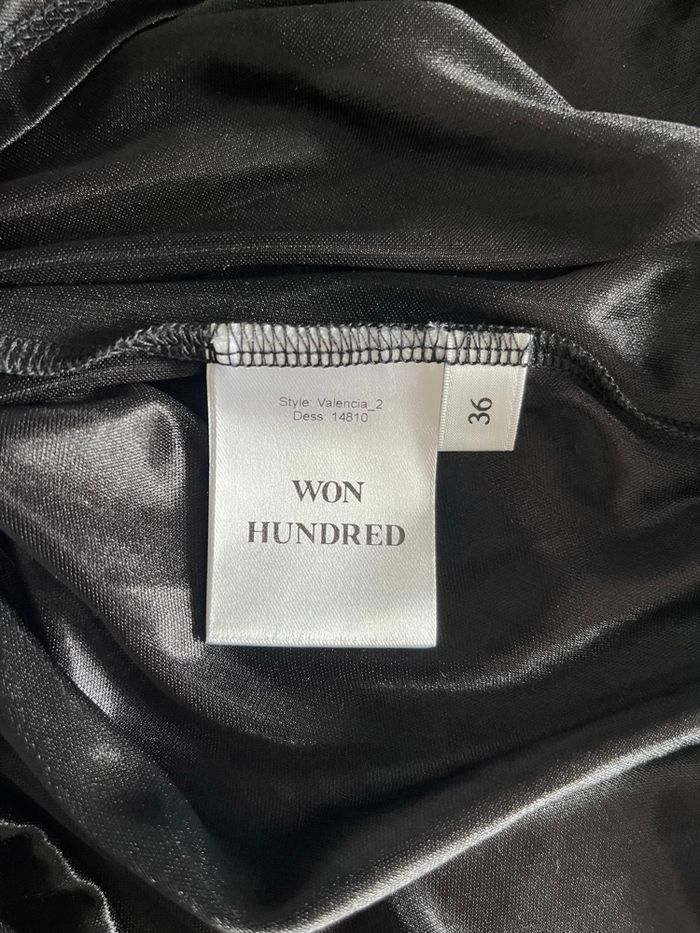 Style: Valencia_2
Dess: 14810
WON
HUNDRED
36